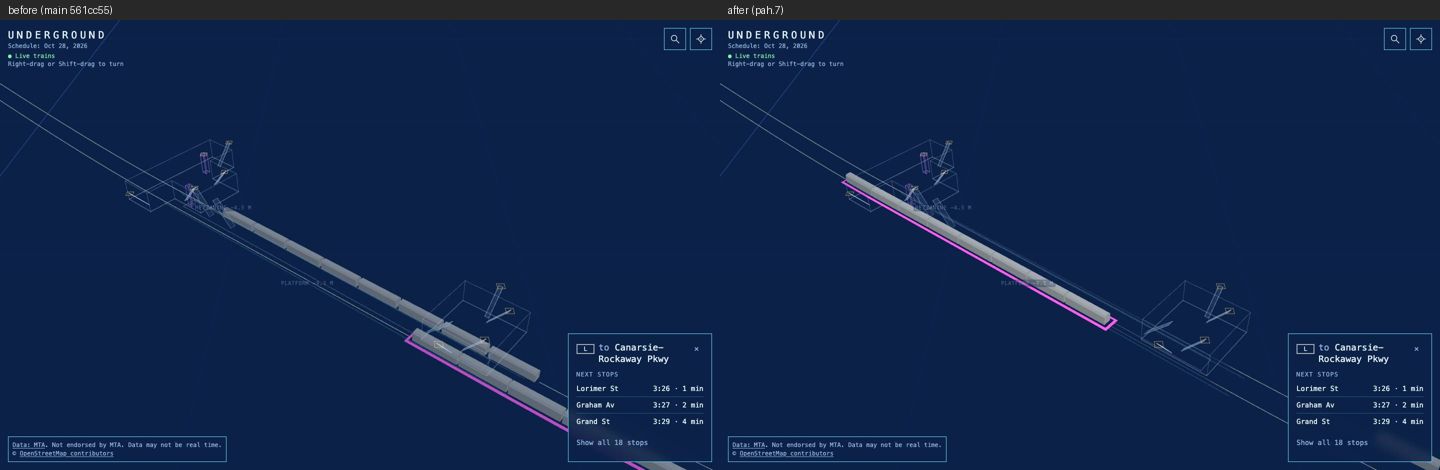 before (main 561cc55)
UNDERGROUND
Schedule: Oct 28, 2026
Live trains
Right-drag or Shift-drag to turn
L to Canarsie-
Rockaway Pkwy
×
NEXT STOPS
Lorimer St 3:26 · 1 min
Graham Av 3:27 · 2 min
Grand St 3:29 · 4 min
Show all 18 stops
Data: MTA. Not endorsed by MTA. Data may not be real time.
© OpenStreetMap contributors
after (pah.7)
UNDERGROUND
Schedule: Oct 28, 2026
Live trains
Right-drag or Shift-drag to turn
L to Canarsie-
Rockaway Pkwy
×
NEXT STOPS
Lorimer St 3:26 · 1 min
Graham Av 3:27 · 2 min
Grand St 3:29 · 4 min
Show all 18 stops
Data: MTA. Not endorsed by MTA. Data may not be real time.
© OpenStreetMap contributors